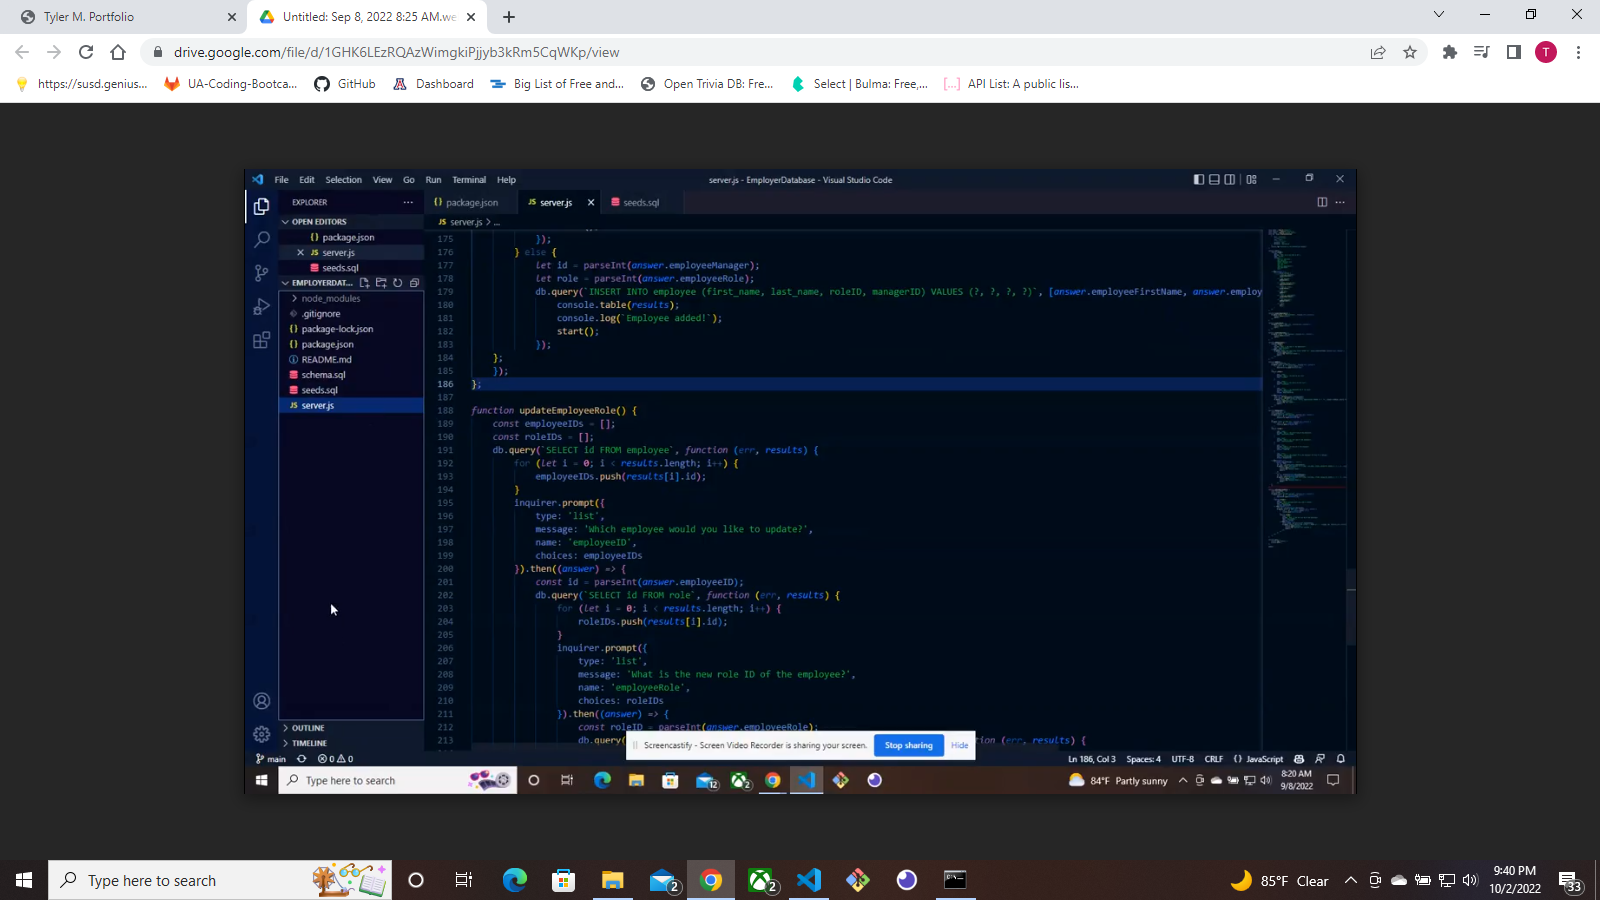 Tyler M. Portfolio
Untitled: Sep 8, 2022 8:25 AM.we
drive.google.com/file/d/1GHK6LEzRQAzWimgkiPjjyb3kRm5CqWKp/view
T
https://susd.genius...
UA-Coding-Bootca...
GitHub
Dashboard
Big List of Free and...
Open Trivia DB: Fre...
Select | Bulma: Free,...
API List: A public lis...
File Edit Selection View Go Run Terminal Help
server.js - EmployerDatabase - Visual Studio Code
EXPLORER
OPEN EDITORS
package.json
server.js
seeds.sql
EMPLOYERDAT...
node_modules
.gitignore
package-lock.json
package.json
README.md
schema.sql
seeds.sql
server.js
OUTLINE
TIMELINE
package.json
server.js
seeds.sql
server.js > ...
175 });
176 } else {
177 let id = parseInt(answer.employeeManager);
178 let role = parseInt(answer.employeeRole);
179 db.query(`INSERT INTO employee (first_name, last_name, roleID, managerID) VALUES (?, ?, ?, ?)`, [answer.employeeFirstName, answer.employ
180 console.table(results);
181 console.log(`Employee added!`);
182 start();
183 });
184 };
185 });
186 };
187
188 function updateEmployeeRole() {
189 const employeeIDs = [];
190 const roleIDs = [];
191 db.query(`SELECT id FROM employee`, function (err, results) {
192 for (let i = 0; i < results.length; i++) {
193 employeeIDs.push(results[i].id);
194 }
195 inquirer.prompt({
196 type: 'list',
197 message: 'Which employee would you like to update?',
198 name: 'employeeID',
199 choices: employeeIDs
200 }).then((answer) => {
201 const id = parseInt(answer.employeeID);
202 db.query(`SELECT id FROM role`, function (err, results) {
203 for (let i = 0; i < results.length; i++) {
204 roleIDs.push(results[i].id);
205 }
206 inquirer.prompt({
207 type: 'list',
208 message: 'What is the new role ID of the employee?',
209 name: 'employeeRole',
210 choices: roleIDs
211 }).then((answer) => {
212 const roleID = parseInt(answer.employeeRole);
213 db.query( (err, results) {
Screencastify - Screen Video Recorder is sharing your screen.
Stop sharing
Hide
main
0 0
Ln 186, Col 3
Spaces: 4
UTF-8
CRLF
JavaScript
Type here to search
12
2
84°F Partly sunny
8:20 AM
9/8/2022
Type here to search
2
2
85°F Clear
9:40 PM
10/2/2022
33